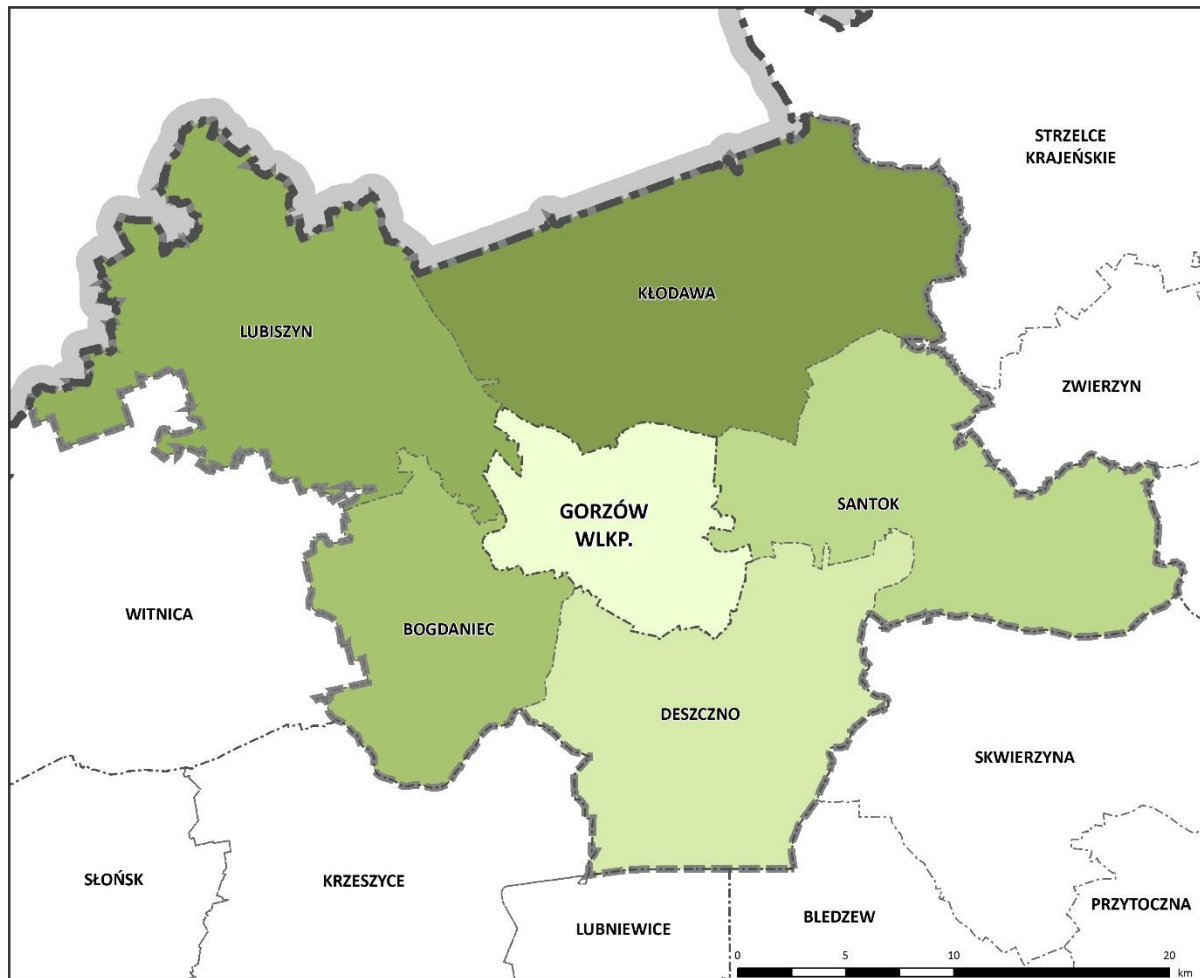 STRZELCE
KRAJEŃSKIE
KŁODAWA
LUBISZYN
ZWIERZYN
GORZÓW
WLKP.
SANTOK
WITNICA
BOGDANIEC
DESZCZNO
SKWIERZYNA
SŁOŃSK
KRZESZYCE
LUBNIEWICE
BLEDZEW
PRZYTOCZNA
0 5 10 20
km